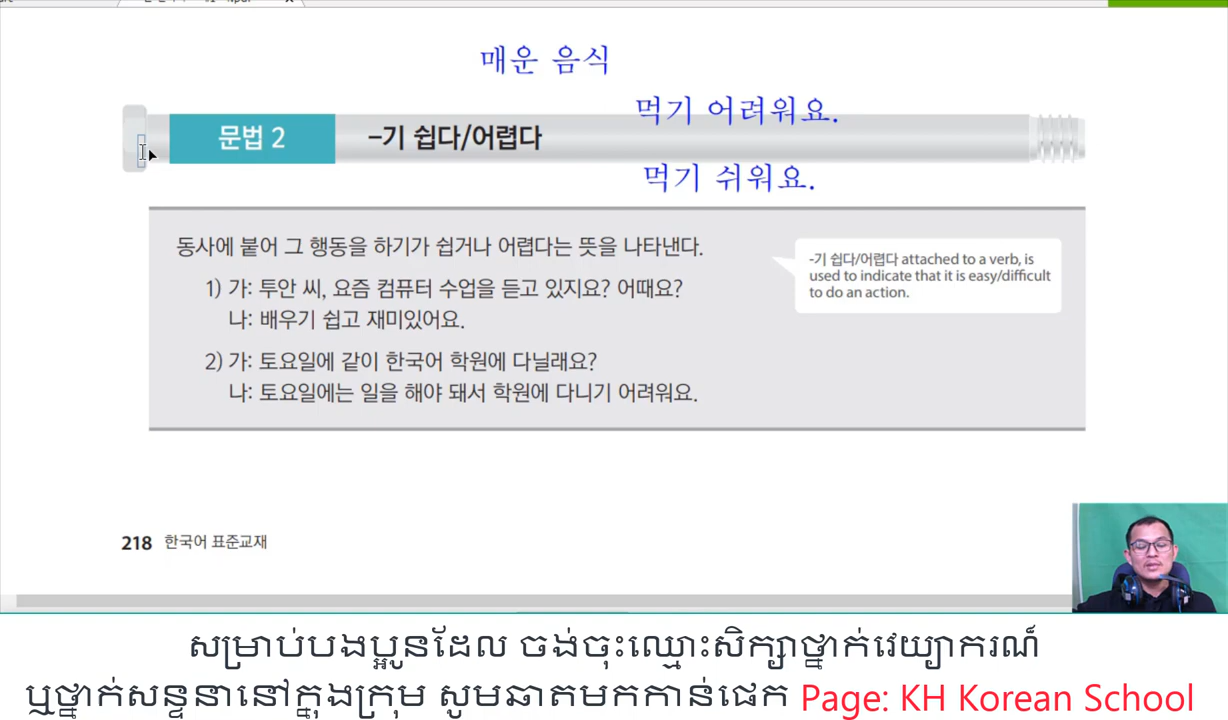 매운 음식
먹기 어려워요.
문법 2
–기 쉽다/어렵다
먹기 쉬워요.
동사에 붙어 그 행동을 하기가 쉽거나 어렵다는 뜻을 나타낸다.
1) 가: 투안 씨, 요즘 컴퓨터 수업을 듣고 있지요? 어때요?
나: 배우기 쉽고 재미있어요.
2) 가: 토요일에 같이 한국어 학원에 다닐래요?
나: 토요일에는 일을 해야 돼서 학원에 다니기 어려워요.
-기 쉽다/어렵다 attached to a verb, is
used to indicate that it is easy/difficult
to do an action.
218 한국어 표준교재
សម្រាប់បងប្អូនដែល ចង់ចុះឈ្មោះសិក្សាថ្នាក់វេយ្យាករណ៍
ឬថ្នាក់សន្ទនានៅក្នុងក្រុម សូមឆាតមកកាន់ផេក Page: KH Korean School